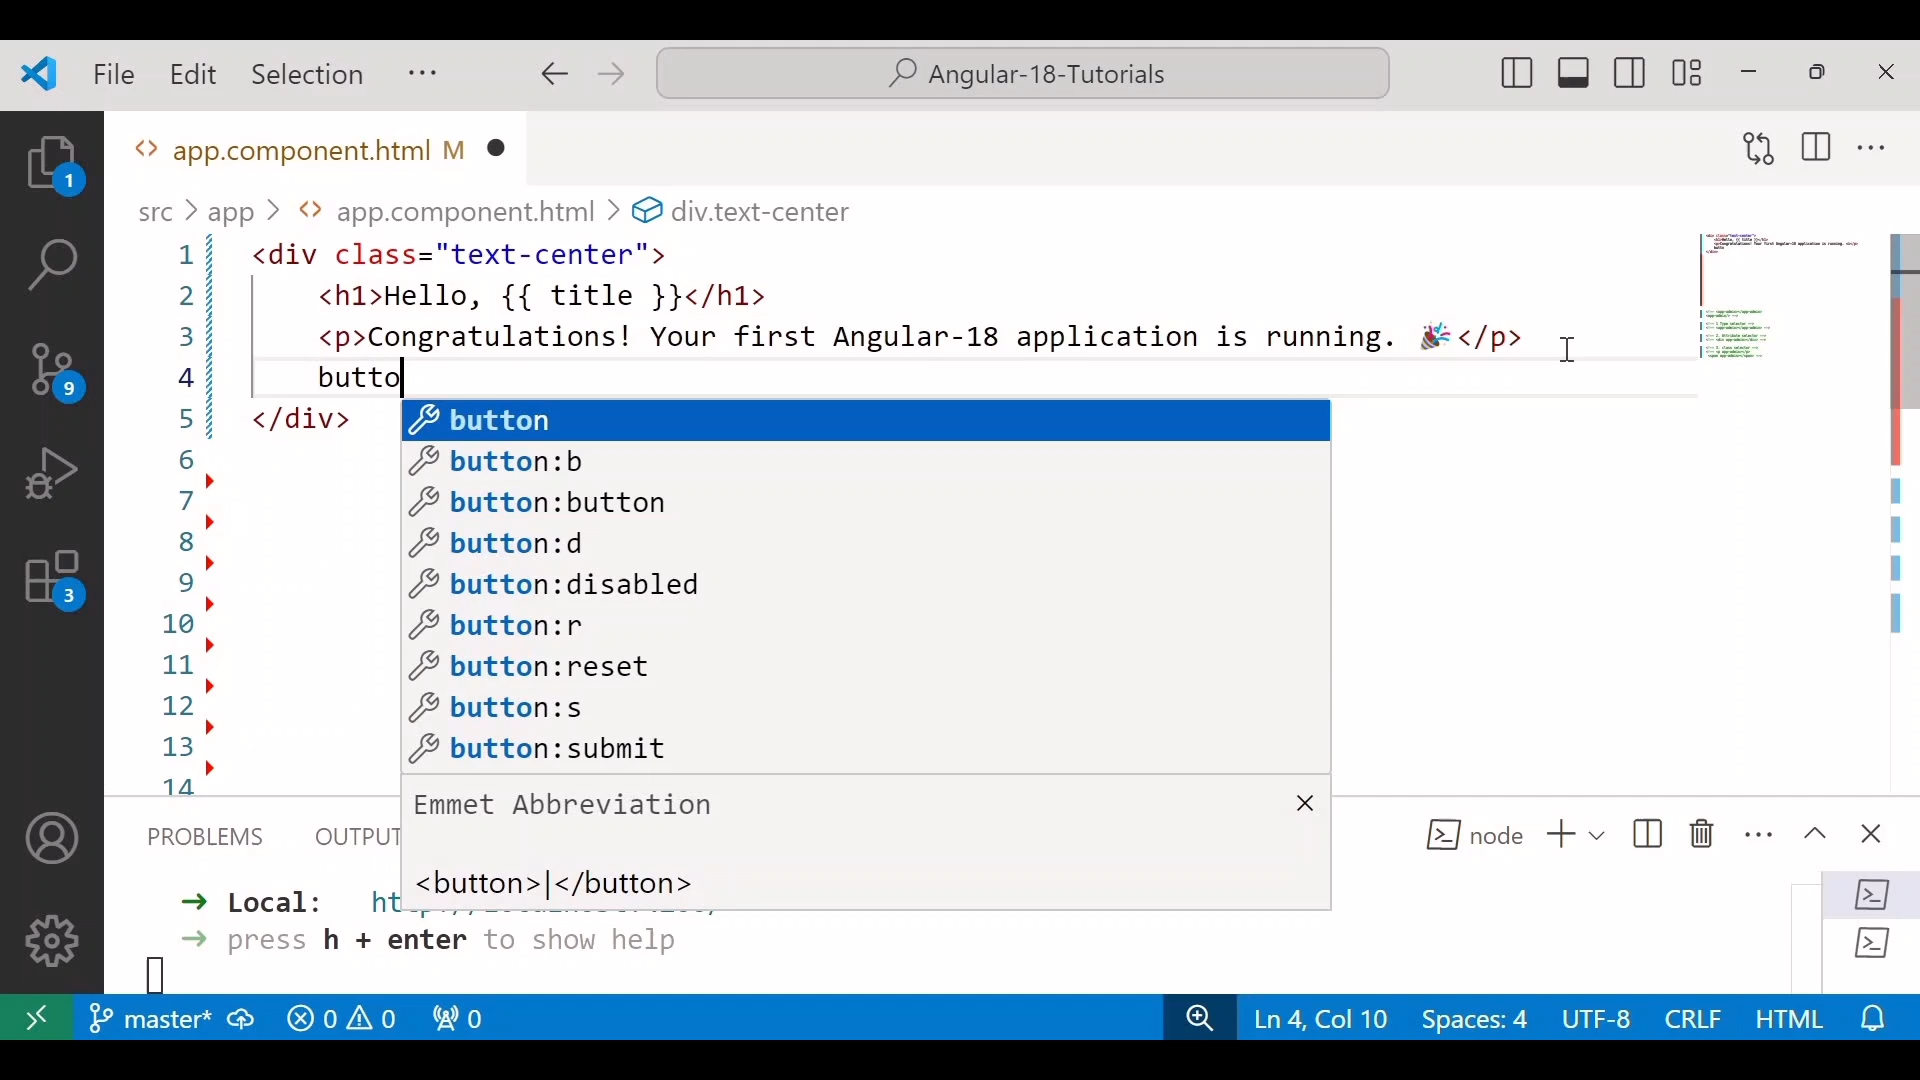 File Edit Selection ··· Angular-18-Tutorials
app.component.html M
src > app > app.component.html > div.text-center
1 <div class="text-center">
2 <h1>Hello, {{ title }}</h1>
3 <p>Congratulations! Your first Angular-18 application is running. 🎉</p>
4 butto
5 </div>
6
7
8
9
10
11
12
13
14
button
button:b
button:button
button:d
button:disabled
button:r
button:reset
button:s
button:submit
Emmet Abbreviation
<button>|</button>
1
9
3
PROBLEMS OUTPUT node
→ Local:
→ press h + enter to show help
master* 0 0 0 Ln 4, Col 10 Spaces: 4 UTF-8 CRLF HTML